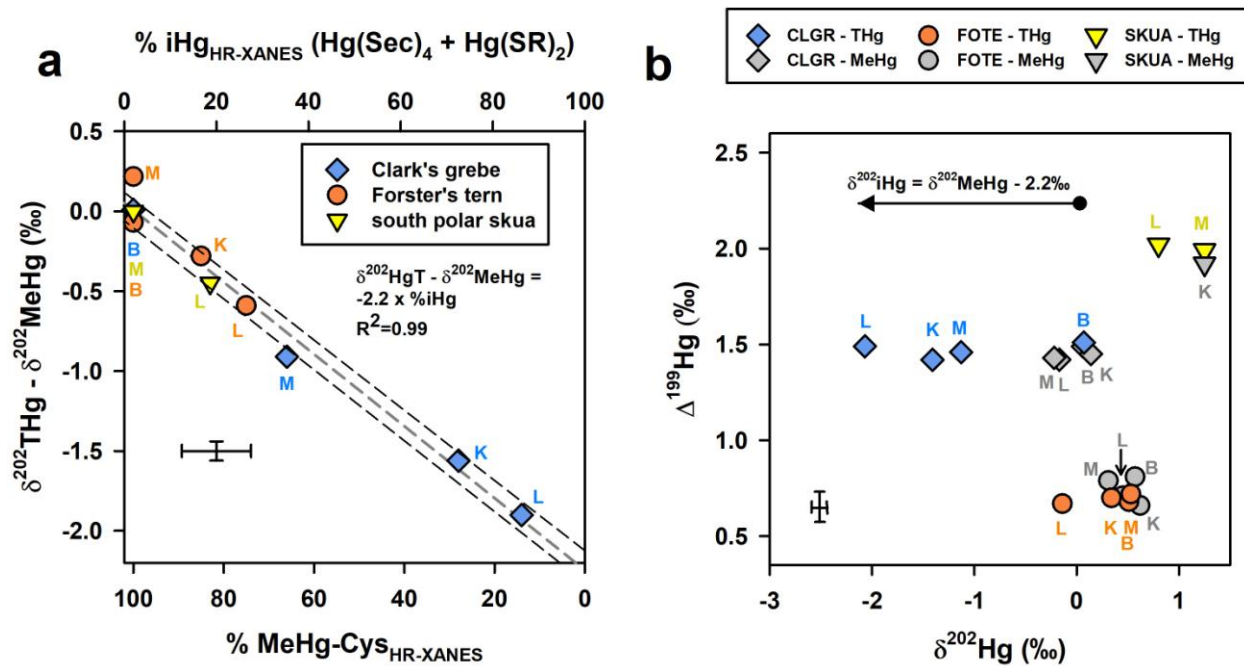 % iHg_HR-XANES (Hg(Sec)₄ + Hg(SR)₂)
a
0 20 40 60 80 100
δ²⁰²THg - δ²⁰²MeHg (‰)
0.5
0.0
-0.5
-1.0
-1.5
-2.0
Clark's grebe
Forster's tern
south polar skua
δ²⁰²HgT - δ²⁰²MeHg =
-2.2 x %iHg
R²=0.99
M
B
M
B
K
L
L
M
K
L
100 80 60 40 20 0
% MeHg-Cys_HR-XANES
b
CLGR - THg FOTE - THg SKUA - THg
CLGR - MeHg FOTE - MeHg SKUA - MeHg
Δ¹⁹⁹Hg (‰)
2.5
2.0
1.5
1.0
0.5
δ²⁰²iHg = δ²⁰²MeHg - 2.2‰
L M
K
L K M B
M L B K
L
M B
K
L K M
B
-3 -2 -1 0 1
δ²⁰²Hg (‰)